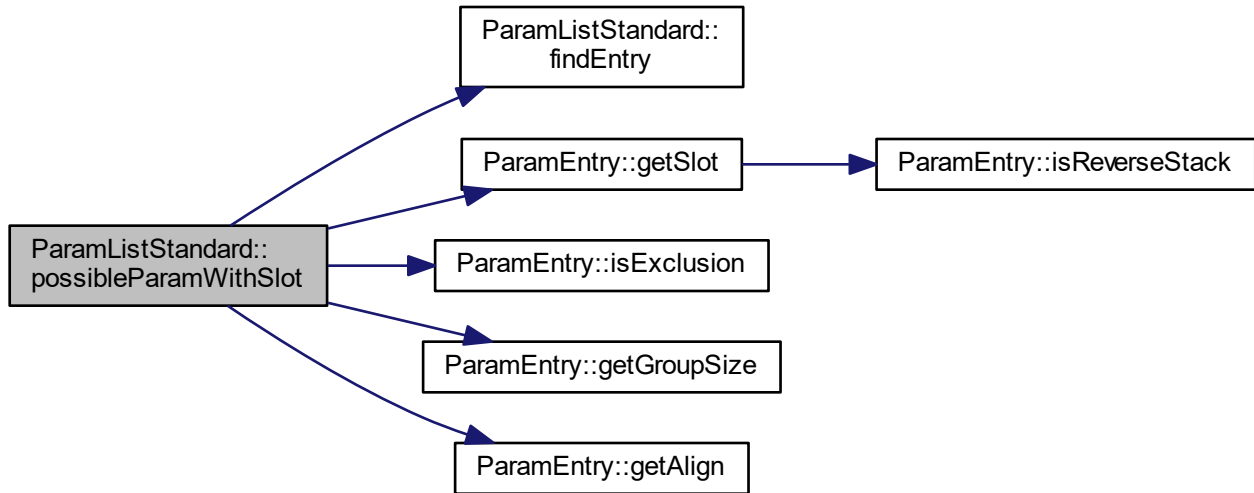 ParamListStandard::
findEntry
ParamEntry::getSlot
ParamEntry::isReverseStack
ParamListStandard::
possibleParamWithSlot
ParamEntry::isExclusion
ParamEntry::getGroupSize
ParamEntry::getAlign